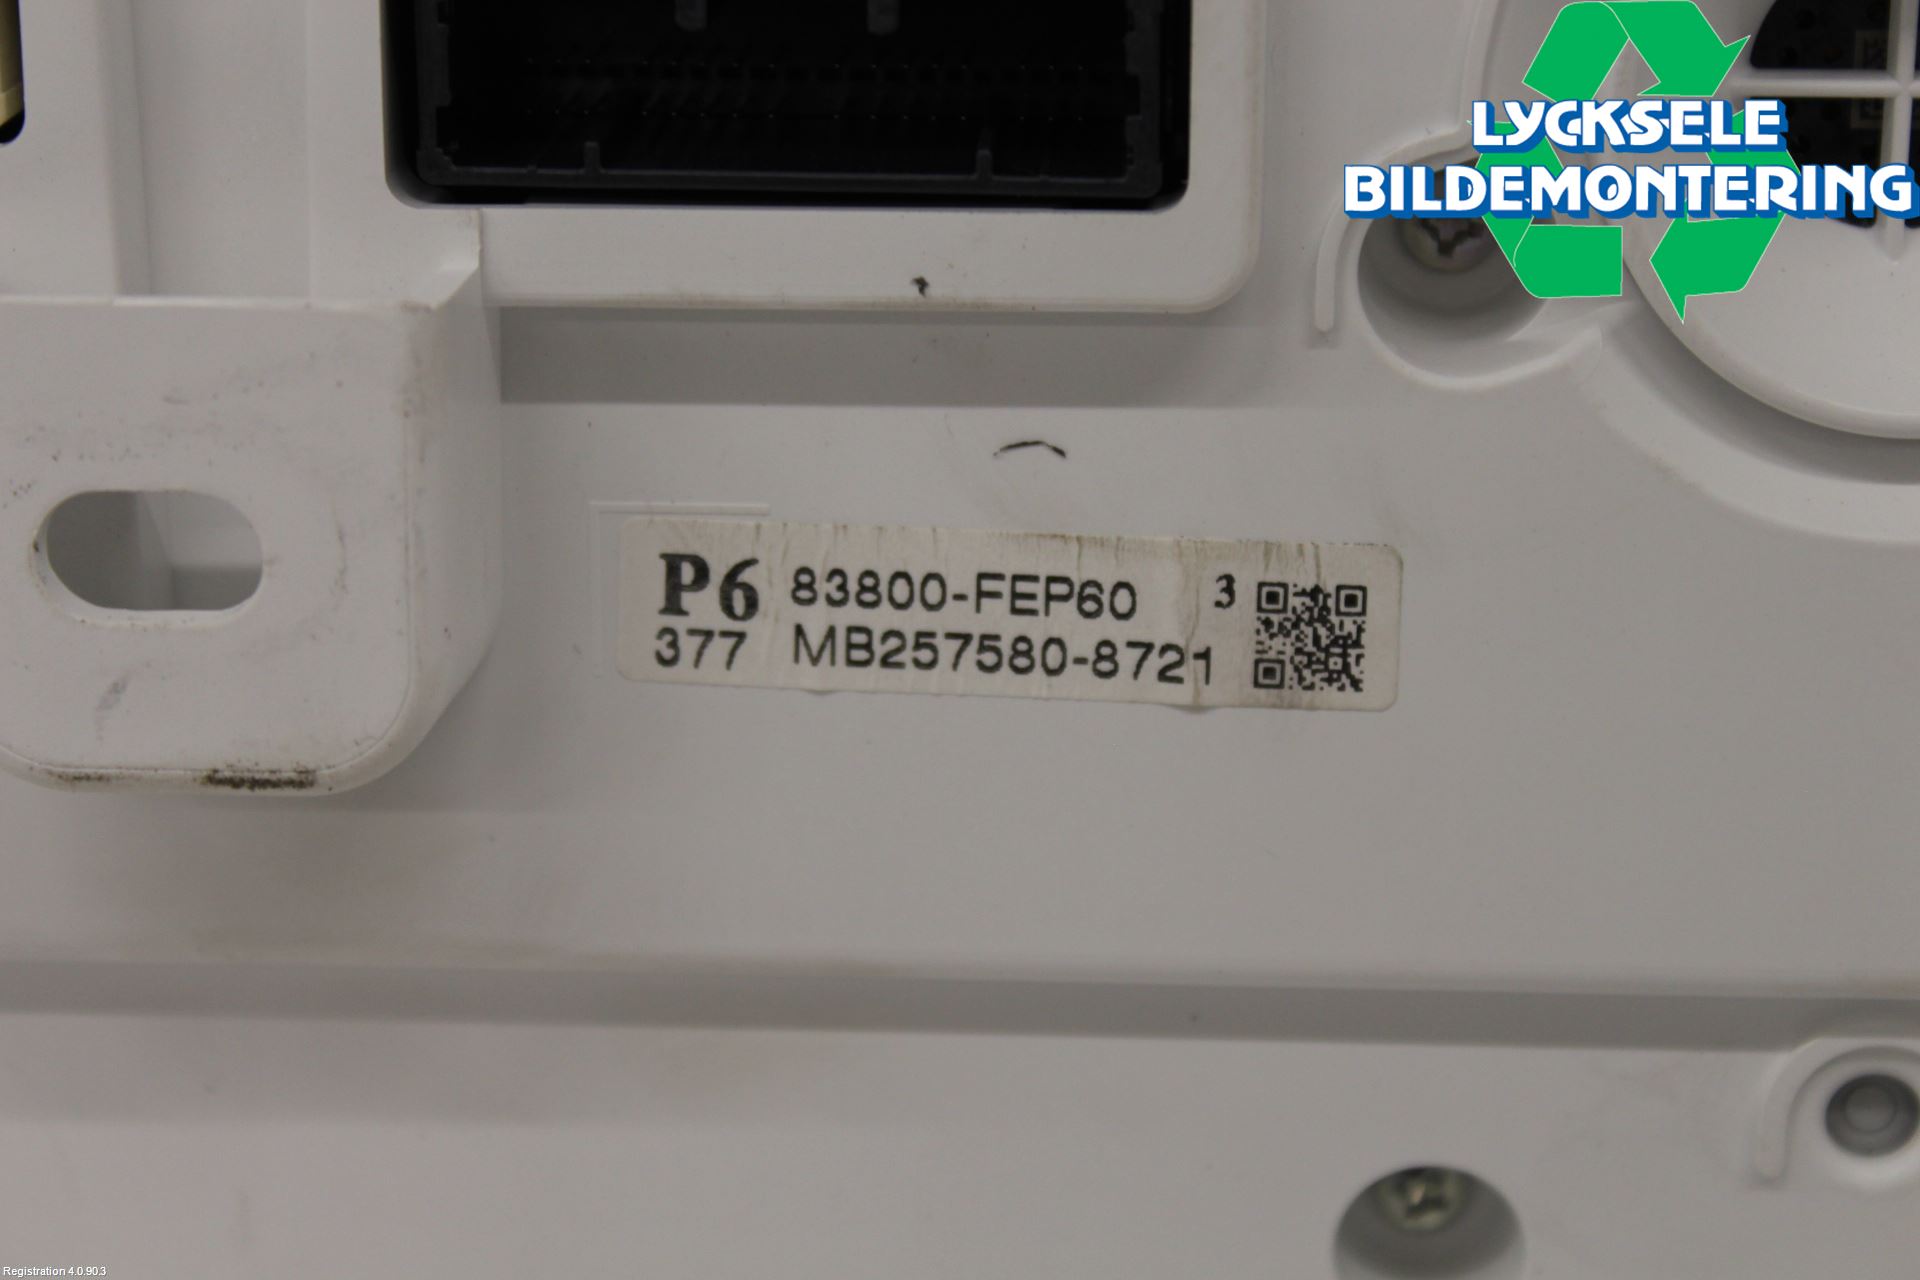 LYCKSELE
BILDEMONTERING
P6 83800-FEP60 3
377 MB257580-8721
Registration 4.0.90.3